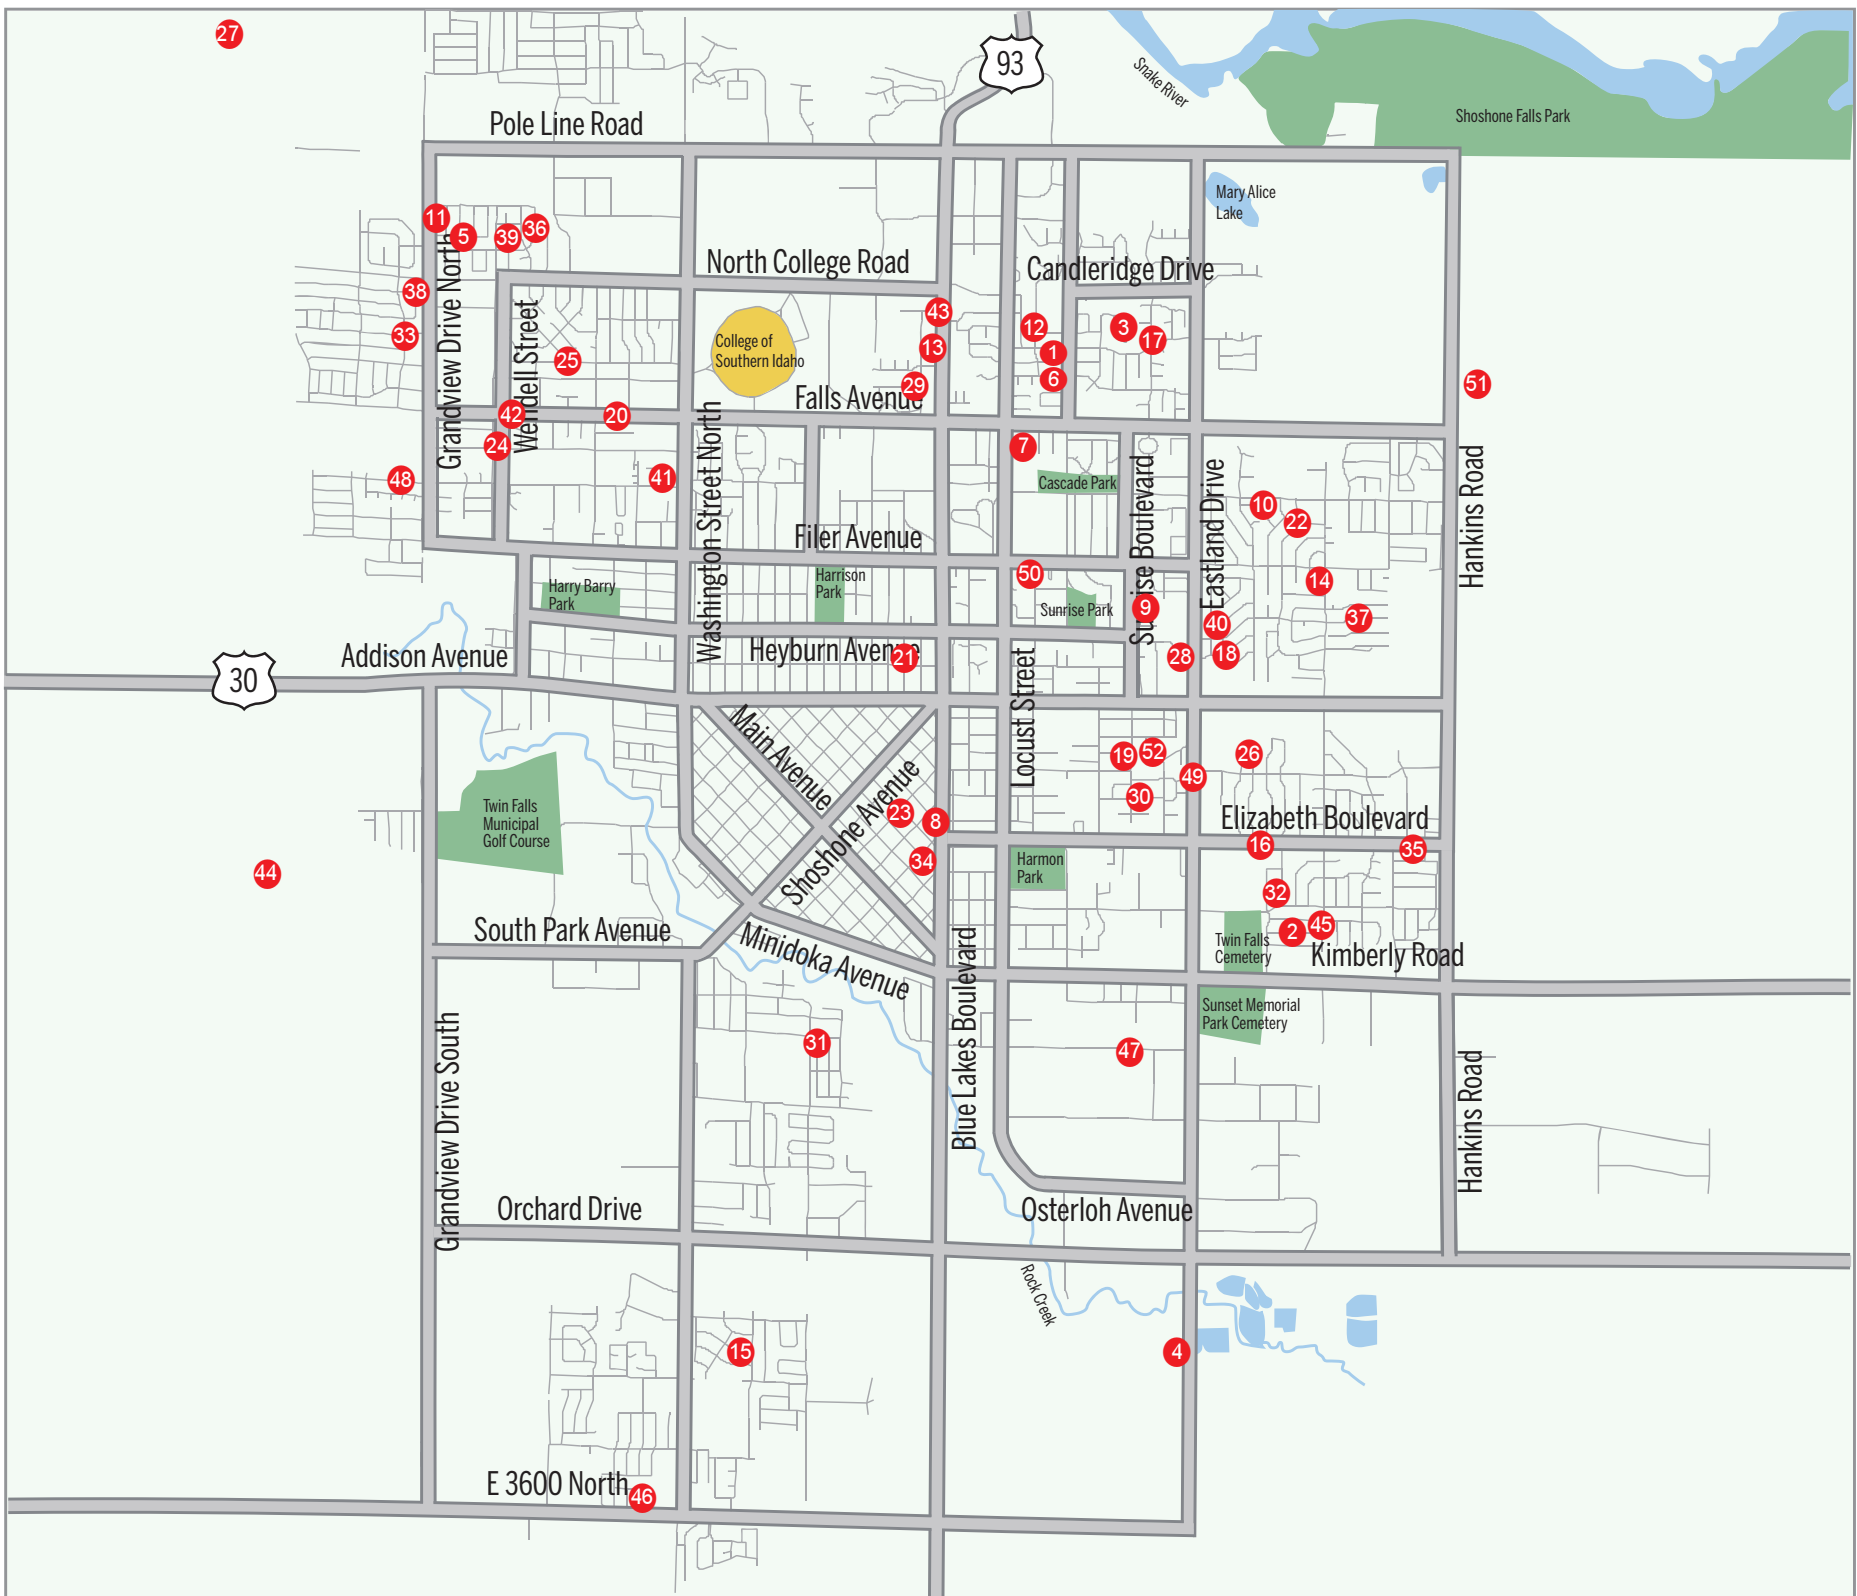 27
93
Snake River
Shoshone Falls Park
Pole Line Road
Mary Alice
Lake
11
5
39
36
North College Road
Candleridge Drive
38
33
Grandview Drive North
Wendell Street
25
College of
Southern Idaho
43
13
29
12
1
6
3
17
51
Falls Avenue
42
20
24
48
41
7
Cascade Park
Washington Street North
Sunrise Boulevard
Eastland Drive
10
22
Hankins Road
Filer Avenue
Harry Barry
Park
Harrison
Park
50
Sunrise Park
9
14
37
40
18
28
Addison Avenue
30
Heyburn Avenue
21
Locust Street
Main Avenue
Shoshone Avenue
19
52
49
26
30
Twin Falls
Municipal
Golf Course
23
8
34
Elizabeth Boulevard
16
35
Harmon
Park
44
32
2
45
South Park Avenue
Minidoka Avenue
Twin Falls
Cemetery
Kimberly Road
Sunset Memorial
Park Cemetery
Blue Lakes Boulevard
31
47
Grandview Drive South
Hankins Road
Orchard Drive
Osterloh Avenue
Rock Creek
15
4
E 3600 North
46